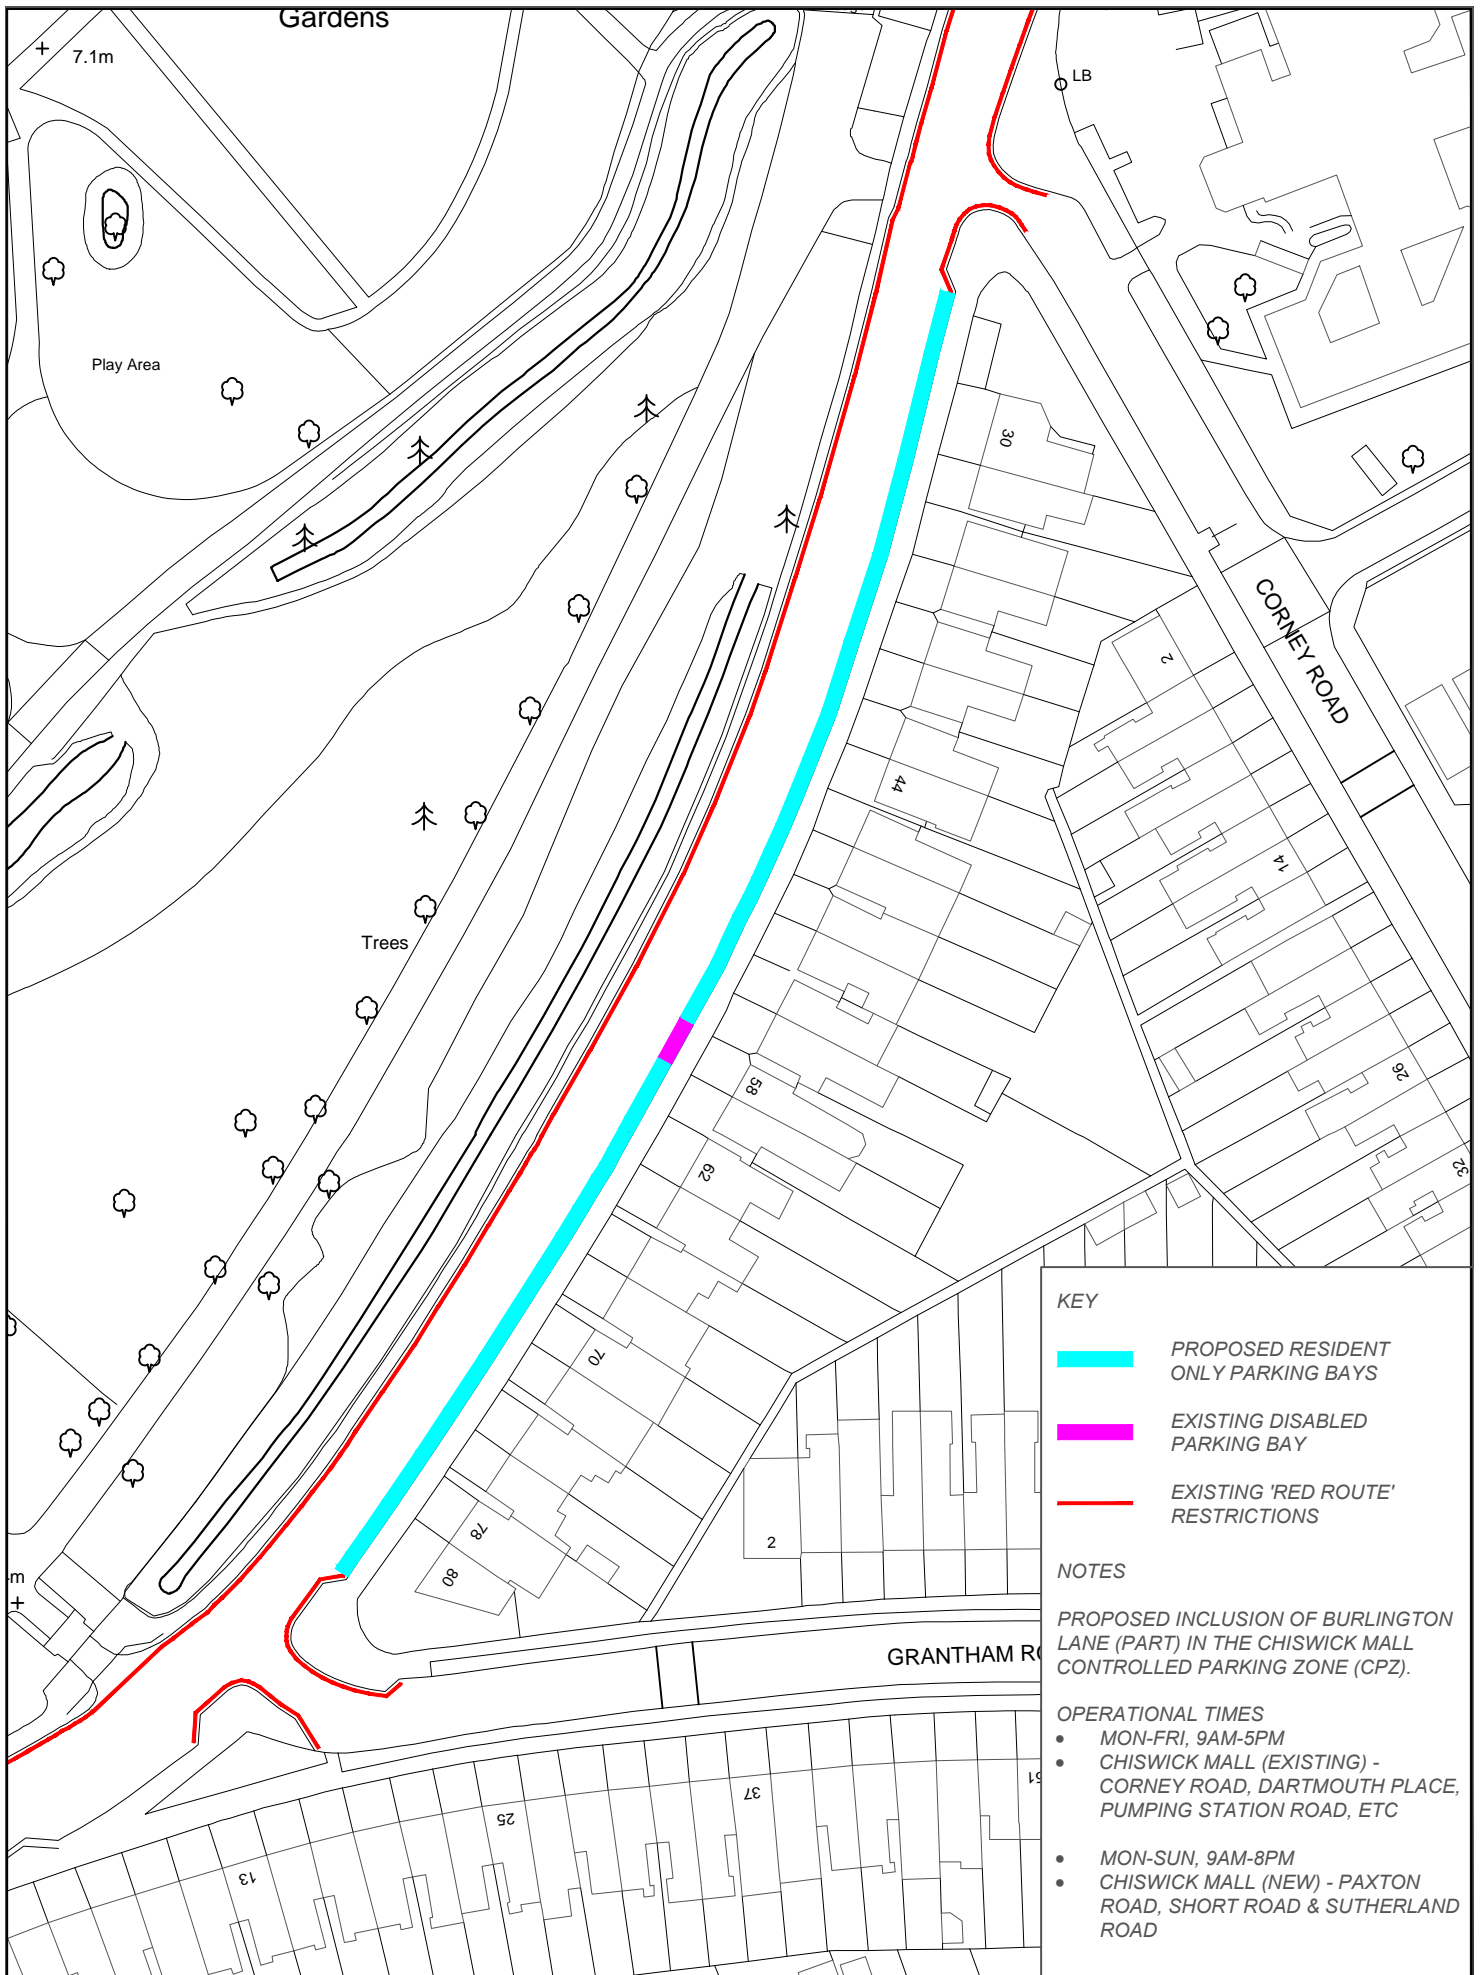 Gardens
7.1m
LB
Play Area
30
CORNEY ROAD
2
44
14
Trees
58
26
62
32
70
78
80
2
m
GRANTHAM RO
37
25
13
KEY
PROPOSED RESIDENT
ONLY PARKING BAYS
EXISTING DISABLED
PARKING BAY
EXISTING 'RED ROUTE'
RESTRICTIONS
NOTES
PROPOSED INCLUSION OF BURLINGTON
LANE (PART) IN THE CHISWICK MALL
CONTROLLED PARKING ZONE (CPZ).
OPERATIONAL TIMES
• MON-FRI, 9AM-5PM
• CHISWICK MALL (EXISTING) -
CORNEY ROAD, DARTMOUTH PLACE,
PUMPING STATION ROAD, ETC
• MON-SUN, 9AM-8PM
• CHISWICK MALL (NEW) - PAXTON
ROAD, SHORT ROAD & SUTHERLAND
ROAD